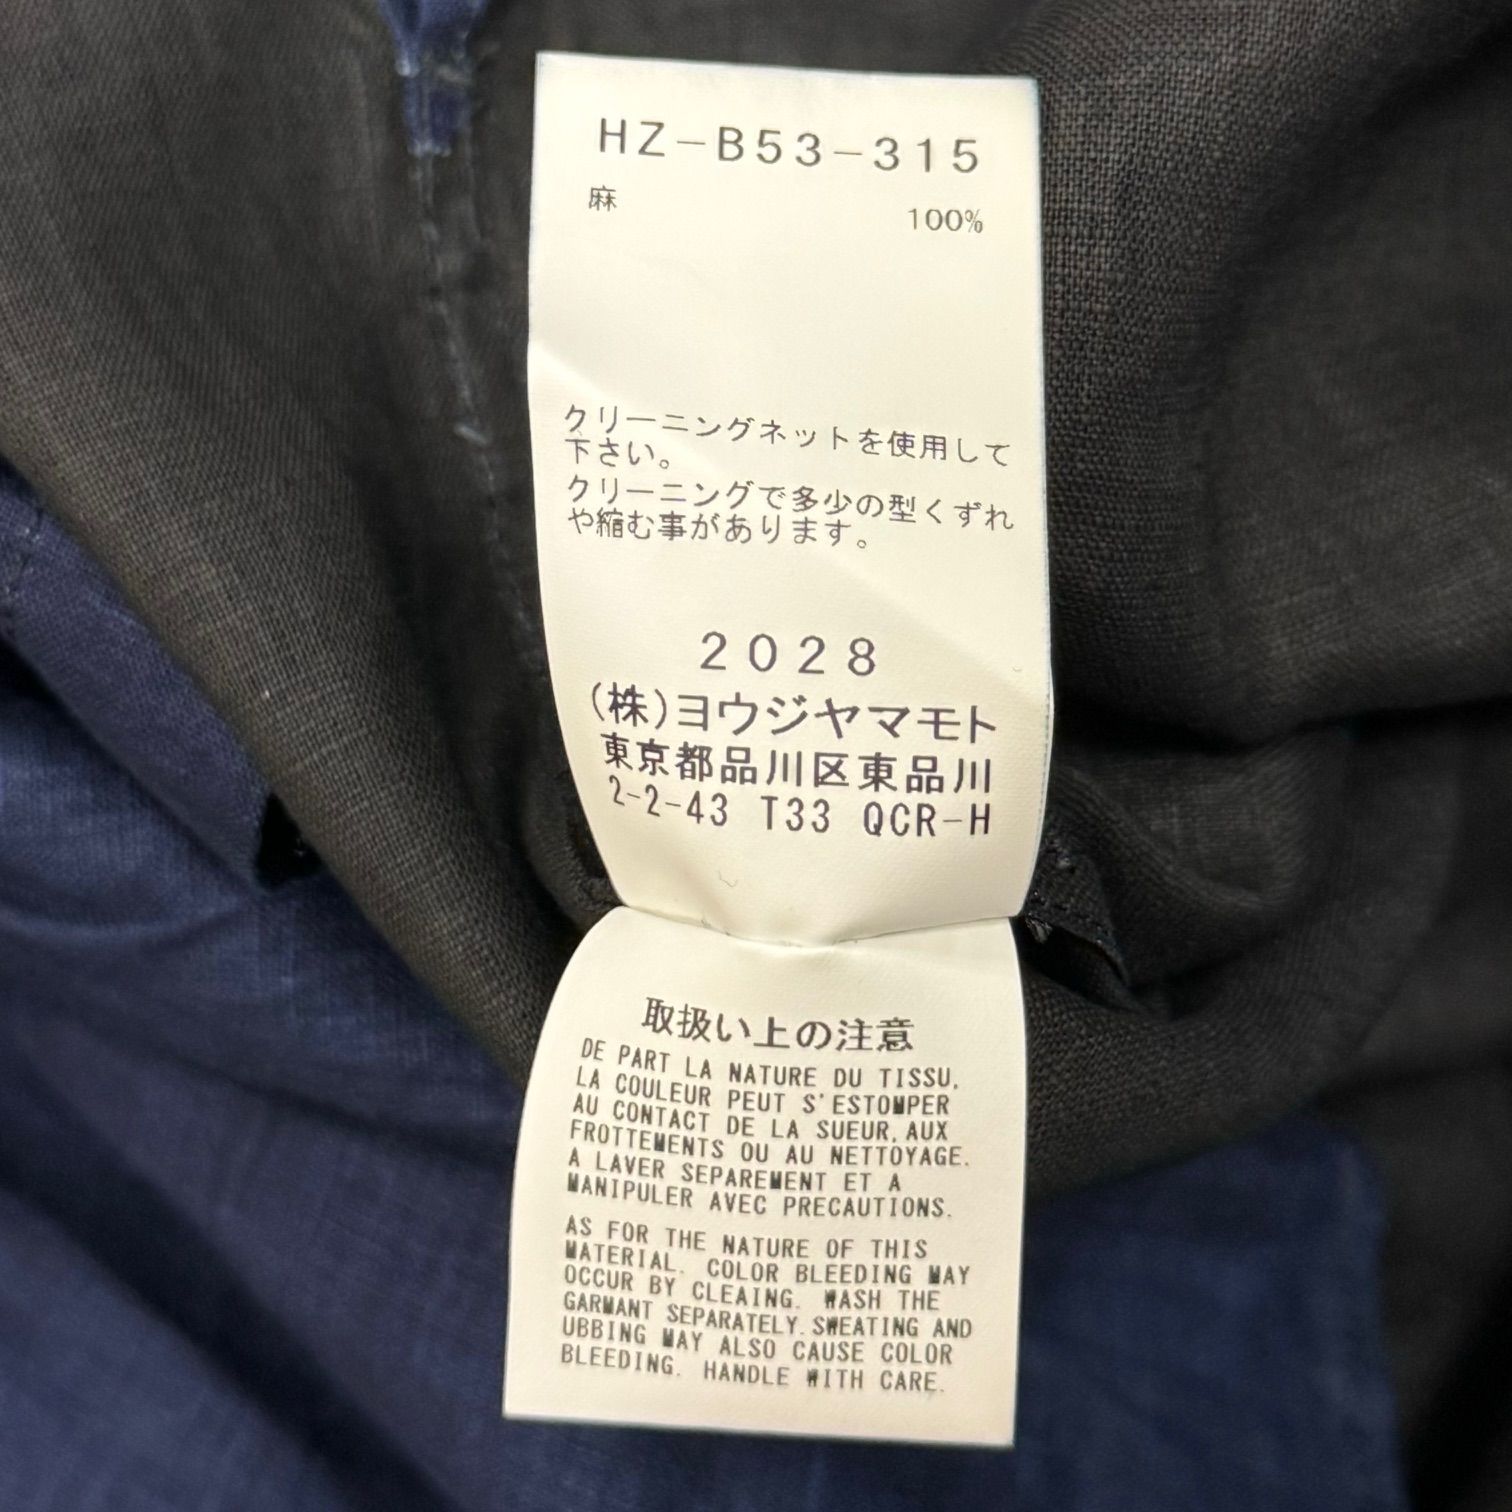 HZ-B53-315
麻 100%
クリーニングネットを使用して
下さい。
クリーニングで多少の型くずれ
や縮む事があります。
2028
(株)ヨウジヤマモト
東京都品川区東品川
2-2-43 T33 QCR-H
取扱い上の注意
DE PART LA NATURE DU TISSU,
LA COULEUR PEUT S'ESTOMPER
AU CONTACT DE LA SUEUR, AUX
FROTTEMENTS OU AU NETTOYAGE.
A LAVER SEPAREMENT ET A
MANIPULER AVEC PRECAUTIONS.
AS FOR THE NATURE OF THIS
MATERIAL. COLOR BLEEDING MAY
OCCUR BY CLEAING. WASH THE
GARMANT SEPARATELY. SWEATING AND
UBBING MAY ALSO CAUSE COLOR
BLEEDING. HANDLE WITH CARE.